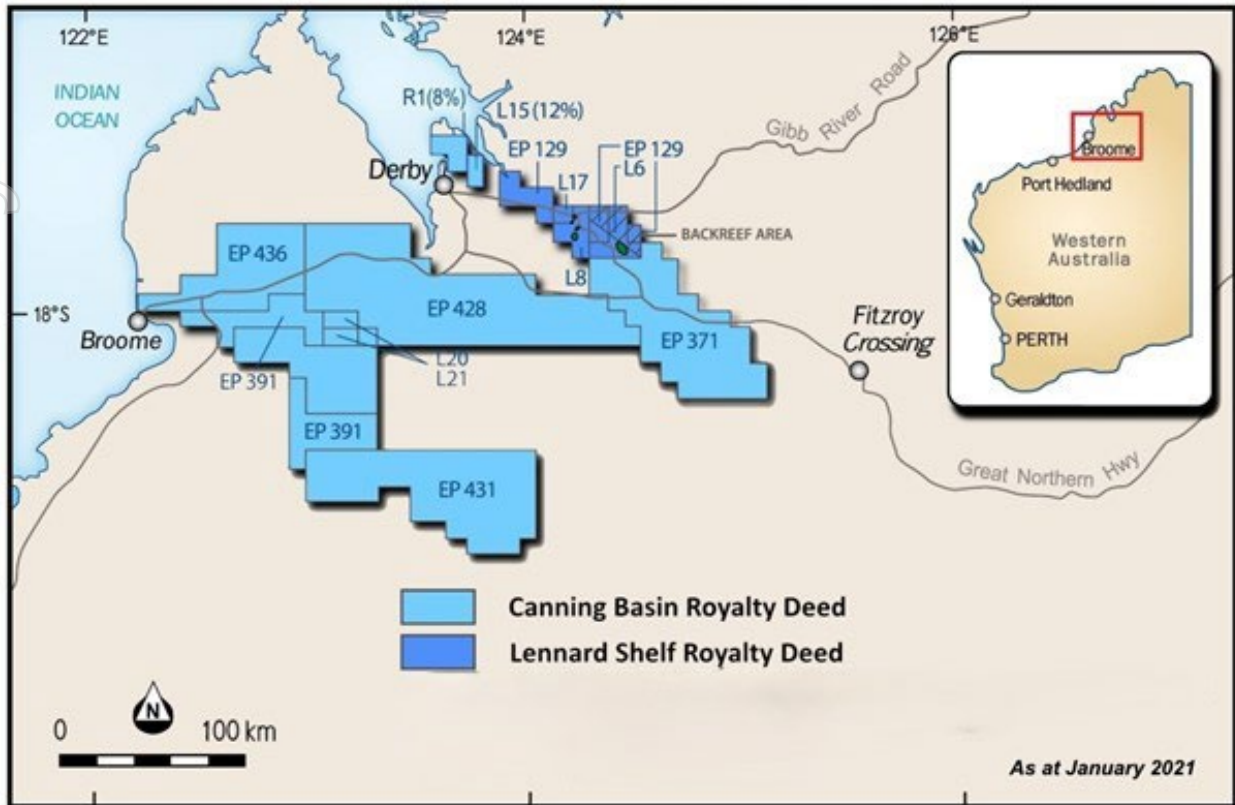 122°E
124°E
126°E
INDIAN
OCEAN
R1(8%)
L15 (12%)
Gibb River Road
EP 129
EP 129
L6
L17
Derby
BACKREEF AREA
L8
EP 436
EP 428
18°S
Broome
EP 371
Fitzroy
Crossing
L20
L21
EP 391
EP 391
EP 431
Great Northern Hwy
Broome
Port Hedland
Western
Australia
Geraldton
PERTH
Canning Basin Royalty Deed
Lennard Shelf Royalty Deed
N
0 100 km
As at January 2021